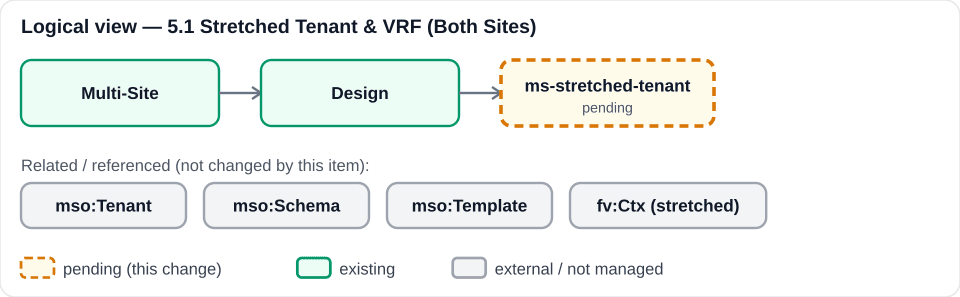 Logical view — 5.1 Stretched Tenant & VRF (Both Sites)
Multi-Site
Design
ms-stretched-tenant
pending
Related / referenced (not changed by this item):
mso:Tenant
mso:Schema
mso:Template
fv:Ctx (stretched)
pending (this change)
existing
external / not managed